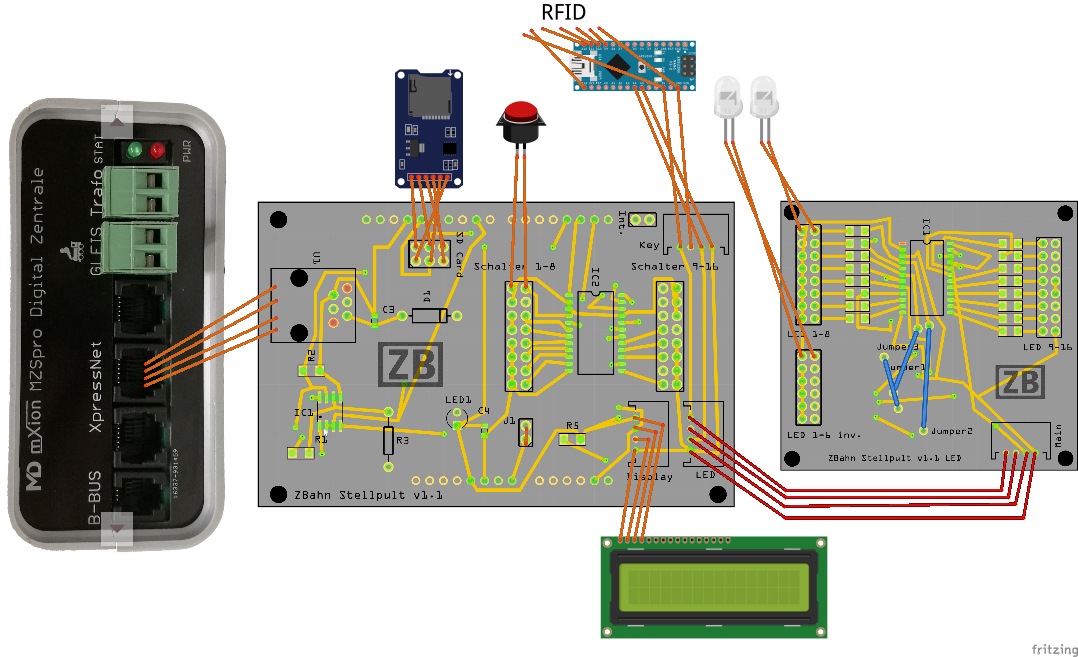 RFID
MD mXion MZSpro Digital Zentrale
GLEIS Trafo STAT
PWR
XpressNet
B-BUS
SD Card
Int.
Key
Schalter 1-8
Schalter 9-16
U1
C3
D1
IC2
R2
ZB
IC1
R1
R3
LED1
C4
J1
R5
Display
LED
ZBahn Stellpult v1.1
IC1
LED 1-8
LED 9-16
Jumper3
Jumper1
ZB
LED 1-6 inv.
Jumper2
Main
ZBahn Stellpult v1.1 LED
fritzing